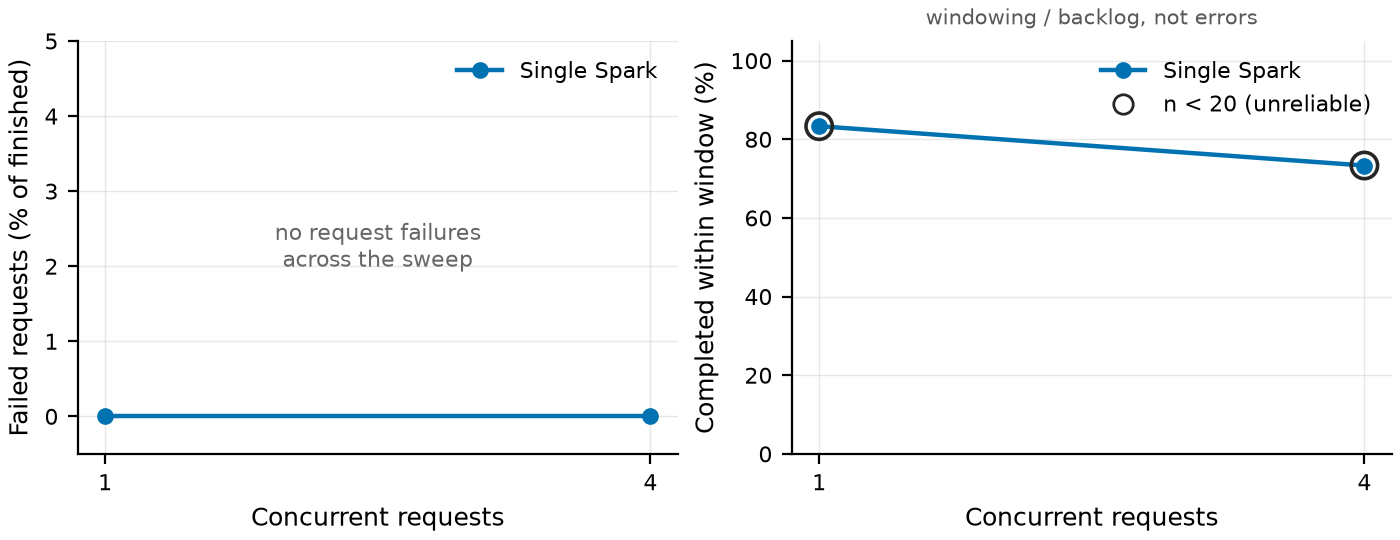 Failed requests (% of finished)
5
4
3
2
1
0
Single Spark
no request failures
across the sweep
1
4
Concurrent requests
windowing / backlog, not errors
Completed within window (%)
100
80
60
40
20
0
Single Spark
n < 20 (unreliable)
1
4
Concurrent requests